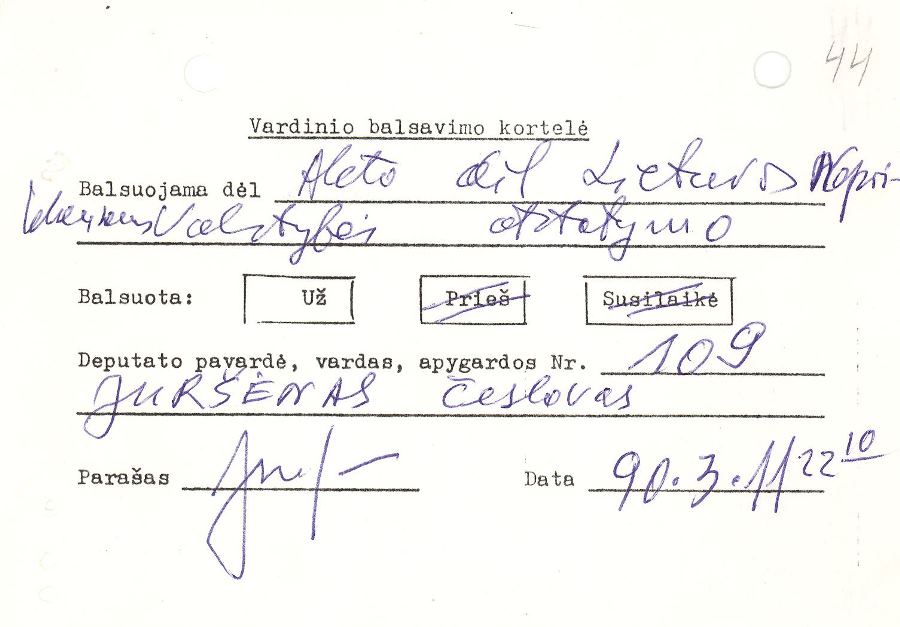 44
Vardinio balsavimo kortelė
Balsuojama dėl Akto dėl Lietuvos Nepri-
klausomos Valstybės atstatymo
Balsuota: Už Prieš Susilaikė
Deputato pavardė, vardas, apygardos Nr. 109
JURŠĖNAS Česlovas
Parašas Data 90.3.11 22 10